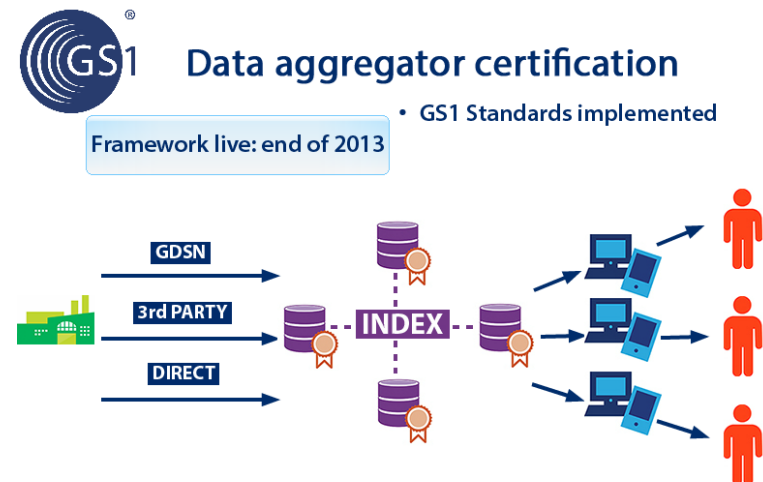 GS1®
Data aggregator certification
• GS1 Standards implemented
Framework live: end of 2013
GDSN
3rd PARTY
INDEX
DIRECT